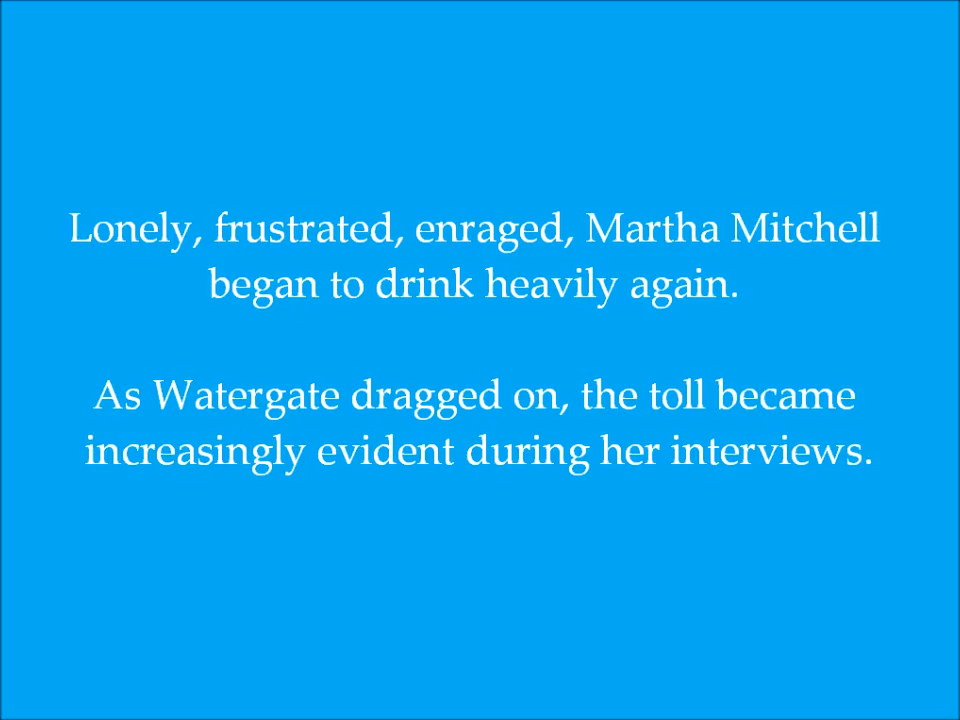 Lonely, frustrated, enraged, Martha Mitchell
began to drink heavily again.
As Watergate dragged on, the toll became
increasingly evident during her interviews.